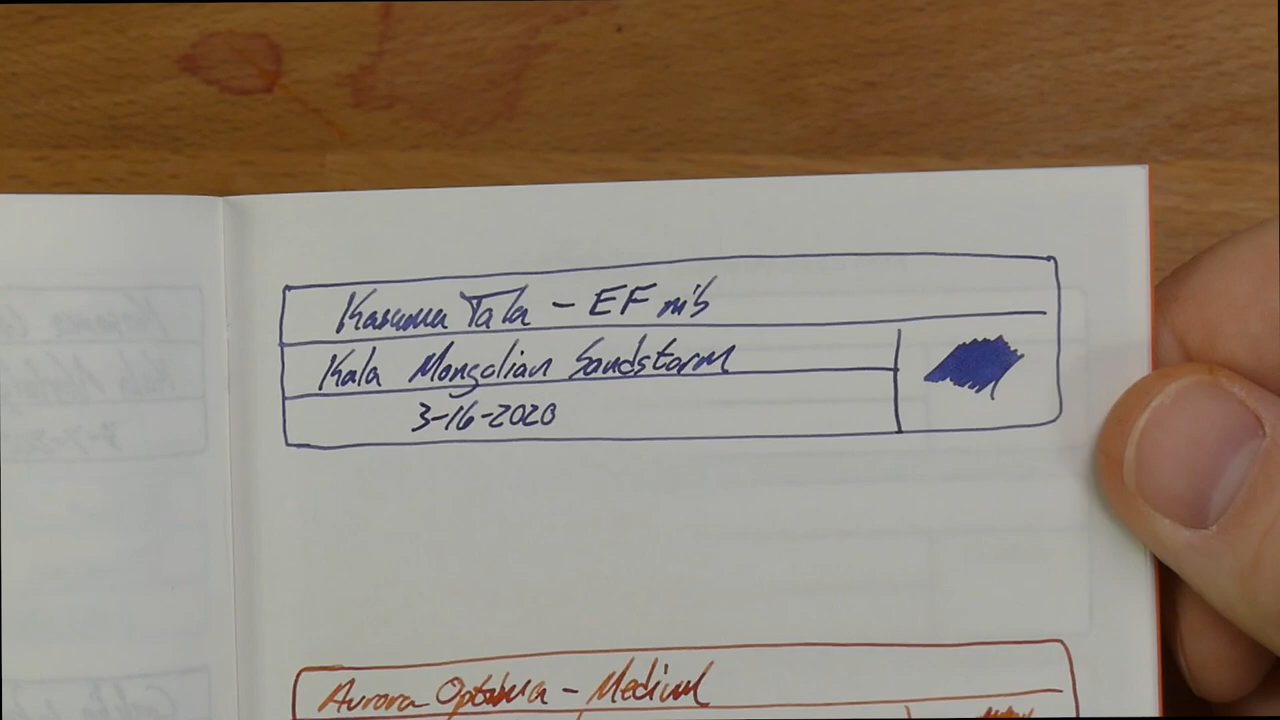 Kasama Tala - EF nib
Kala Mongolian Sandstorm
3-16-2020
Aurora Optima - Medium